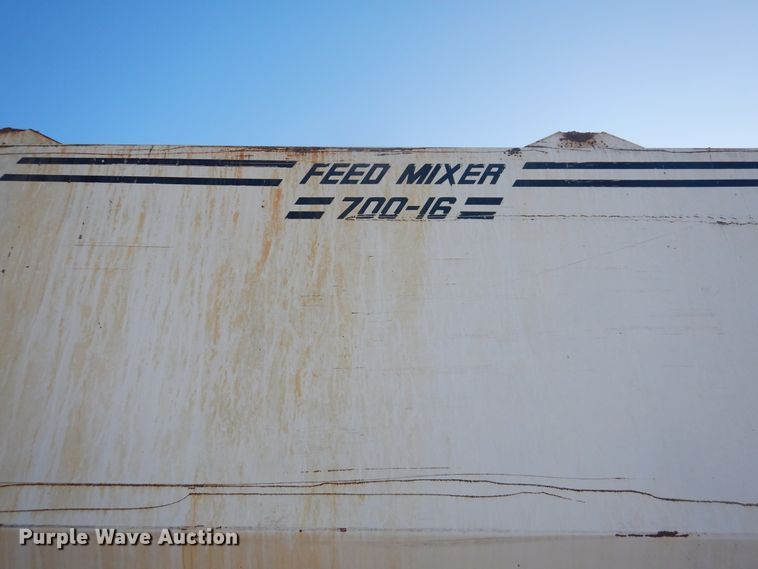 FEED MIXER
700-16
Purple Wave Auction